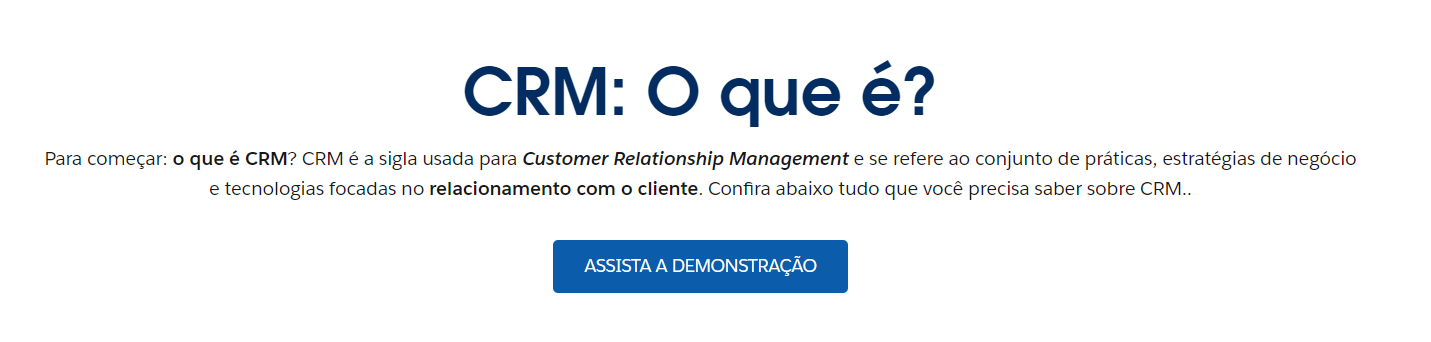 CRM: O que é?
Para começar: o que é CRM? CRM é a sigla usada para Customer Relationship Management e se refere ao conjunto de práticas, estratégias de negócio
e tecnologias focadas no relacionamento com o cliente. Confira abaixo tudo que você precisa saber sobre CRM..
ASSISTA A DEMONSTRAÇÃO